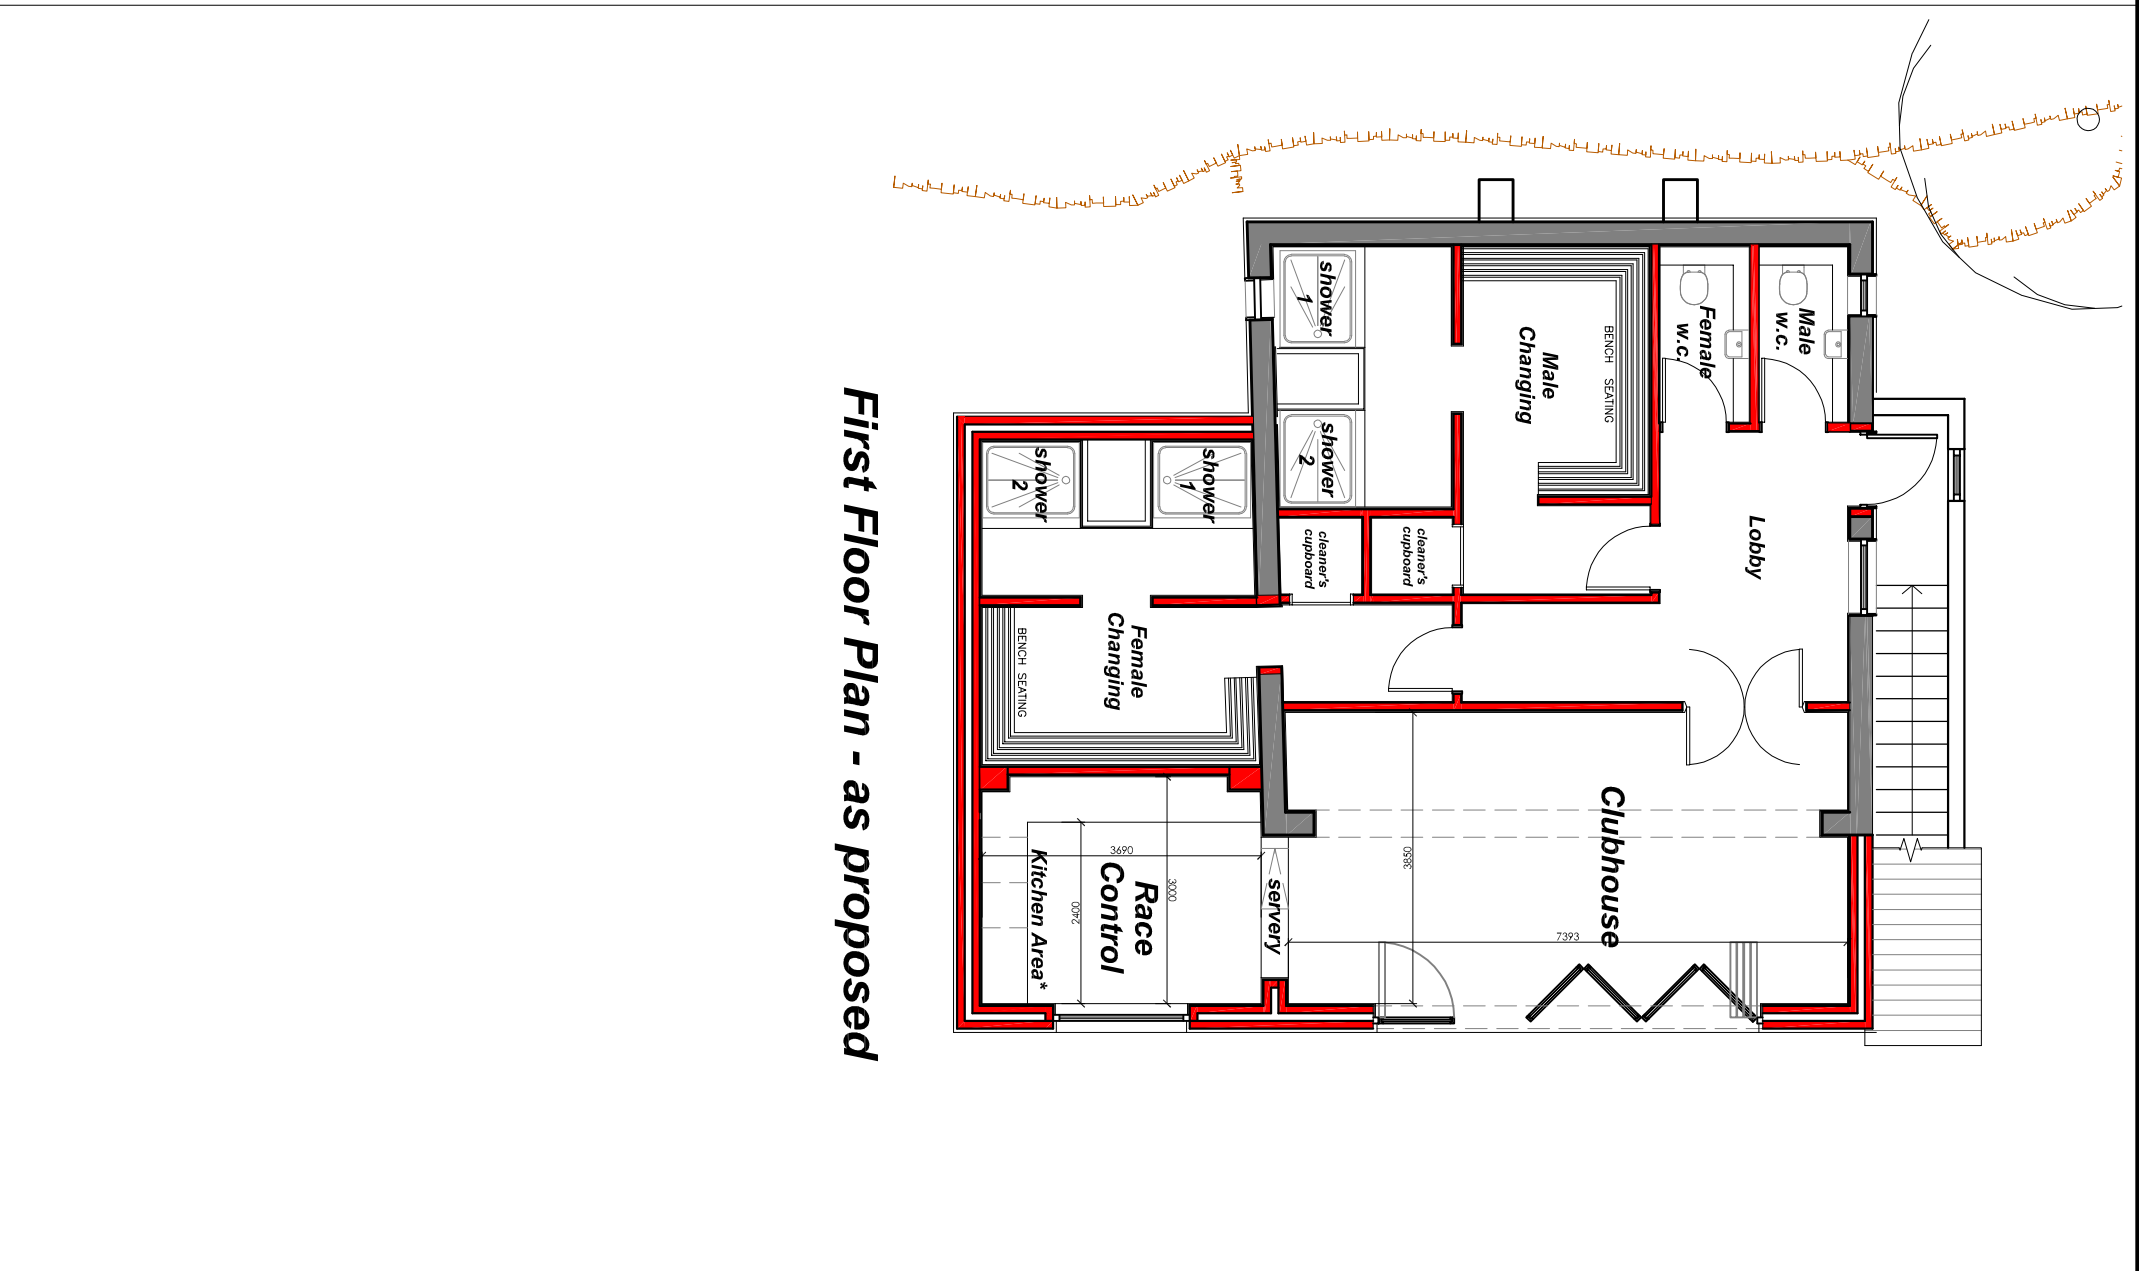 Male
w.c.
Female
w.c.
shower
1
Male
Changing
BENCH SEATING
shower
2
shower
1
shower
2
cleaner's
cupboard
cleaner's
cupboard
Lobby
Female
Changing
BENCH SEATING
Clubhouse
3850
7393
servery
Race
Control
3690
3000
2400
Kitchen Area*
First Floor Plan - as proposed